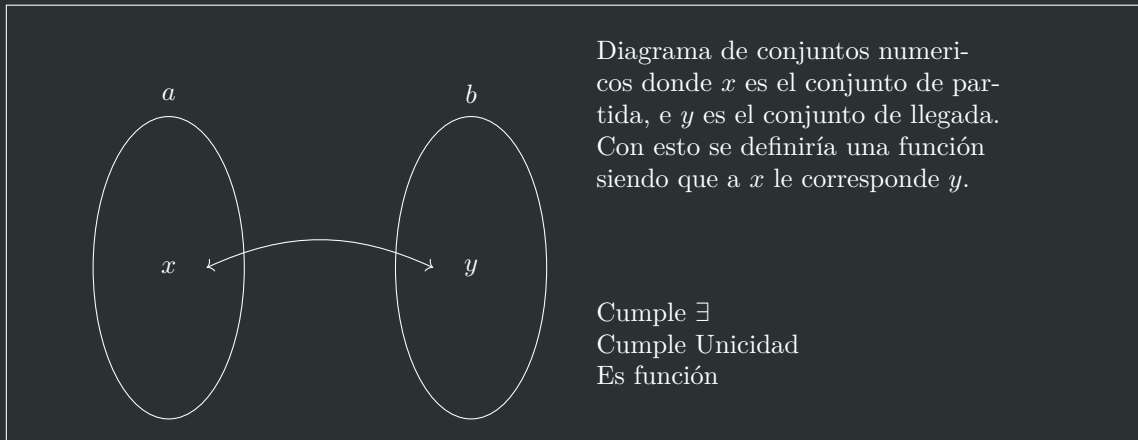 a
b
x
y
Diagrama de conjuntos numeri-
cos donde x es el conjunto de par-
tida, e y es el conjunto de llegada.
Con esto se definiría una función
siendo que a x le corresponde y.
Cumple ∃
Cumple Unicidad
Es función